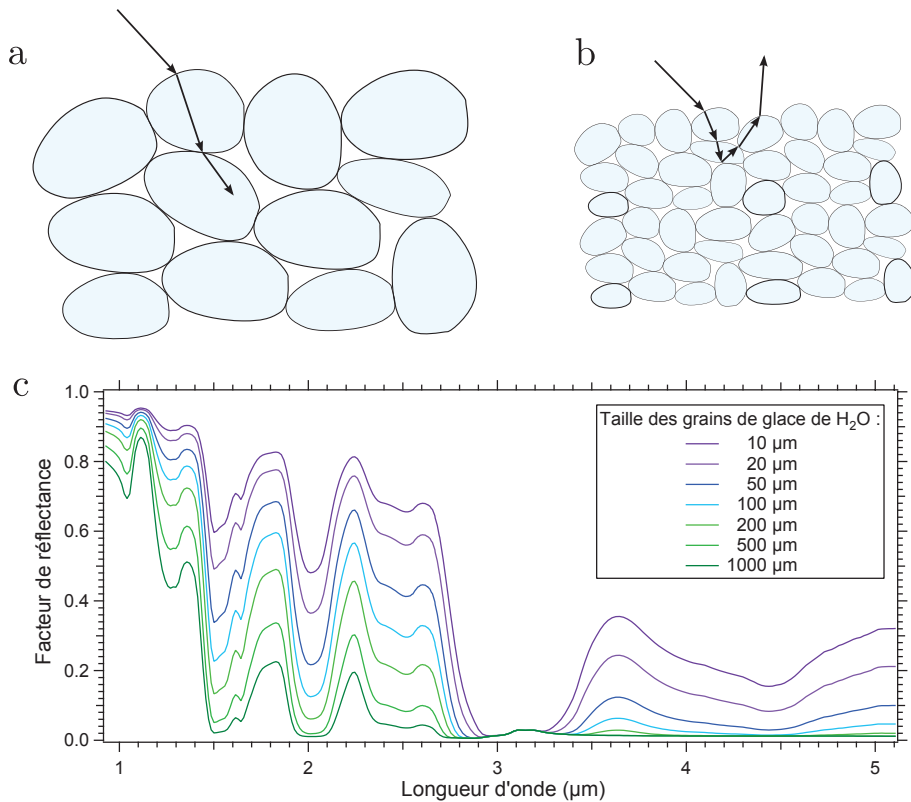 a
b
c
Facteur de réflectance
1.0
0.8
0.6
0.4
0.2
0.0
Taille des grains de glace de H₂O :
10 µm
20 µm
50 µm
100 µm
200 µm
500 µm
1000 µm
1 2 3 4 5
Longueur d'onde (µm)